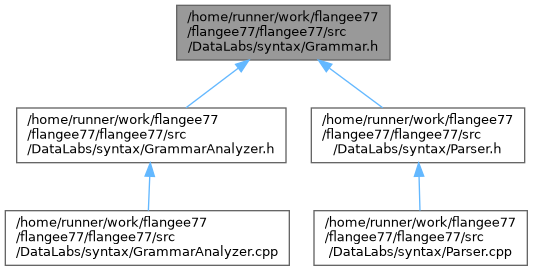 /home/runner/work/flangee77
/flangee77/flangee77/src
/DataLabs/syntax/Grammar.h
/home/runner/work/flangee77
/flangee77/flangee77/src
/DataLabs/syntax/GrammarAnalyzer.h
/home/runner/work/flangee77
/flangee77/flangee77/src
/DataLabs/syntax/Parser.h
/home/runner/work/flangee77
/flangee77/flangee77/src
/DataLabs/syntax/GrammarAnalyzer.cpp
/home/runner/work/flangee77
/flangee77/flangee77/src
/DataLabs/syntax/Parser.cpp